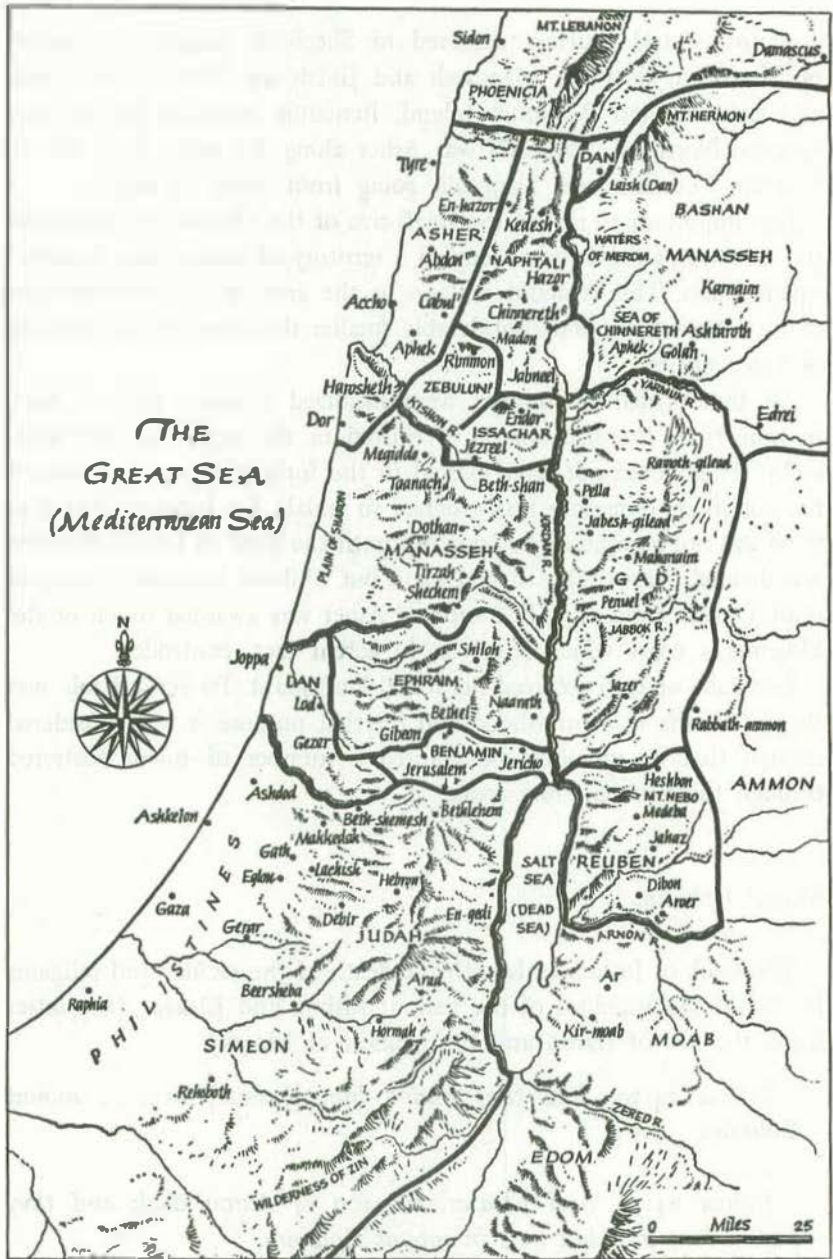 MT. LEBANON
Sidon
Damascus
PHOENICIA
MT. HERMON
Tyre
DAN
Laish (Dan)
BASHAN
En-hazor
Kedesh
ASHER
WATERS
OF MEROM
MANASSEH
Abdon
NAPHTALI
Hazor
Karnaim
Accho
Cabul
Chinnereth
SEA OF
CHINNERETH
Ashtaroth
Aphek
Madon
Aphek
Golan
Rimmon
Jabneel
Harosheth
ZEBULUN
YARMUK R.
Dor
KISHON R.
Endor
ISSACHAR
Jezreel
Edrei
THE
GREAT SEA
(Mediterranean Sea)
Megiddo
Ramoth-gilead
Taanach
Beth-shan
Pella
PLAIN OF SHARON
Dothan
JORDAN
Jabesh-gilead
MANASSEH
Mahanaim
Tirzah
GAD
Shechem
Penuel
N
JABBOK R.
Joppa
Shiloh
DAN
EPHRAIM
Lod
Naarath
Jazer
Bethel
Rabbath-ammon
Gezer
Gibeon
BENJAMIN
Jericho
Jerusalem
Heshbon
AMMON
Ashdod
MT. NEBO
Bethlehem
Medeba
Ashkelon
Beth-shemesh
Makkedah
Jahaz
Gath
SALT
SEA
REUBEN
Lachish
Eglon
Hebron
Dibon
Gaza
En-gedi
(DEAD
SEA)
Aroer
Debir
ARNON R.
Gerar
JUDAH
Arad
Raphia
Beersheba
PHILISTINES
Hormah
Kir-moab
SIMEON
MOAB
Rehoboth
ZERED R.
EDOM
WILDERNESS OF ZIN
0 Miles 25